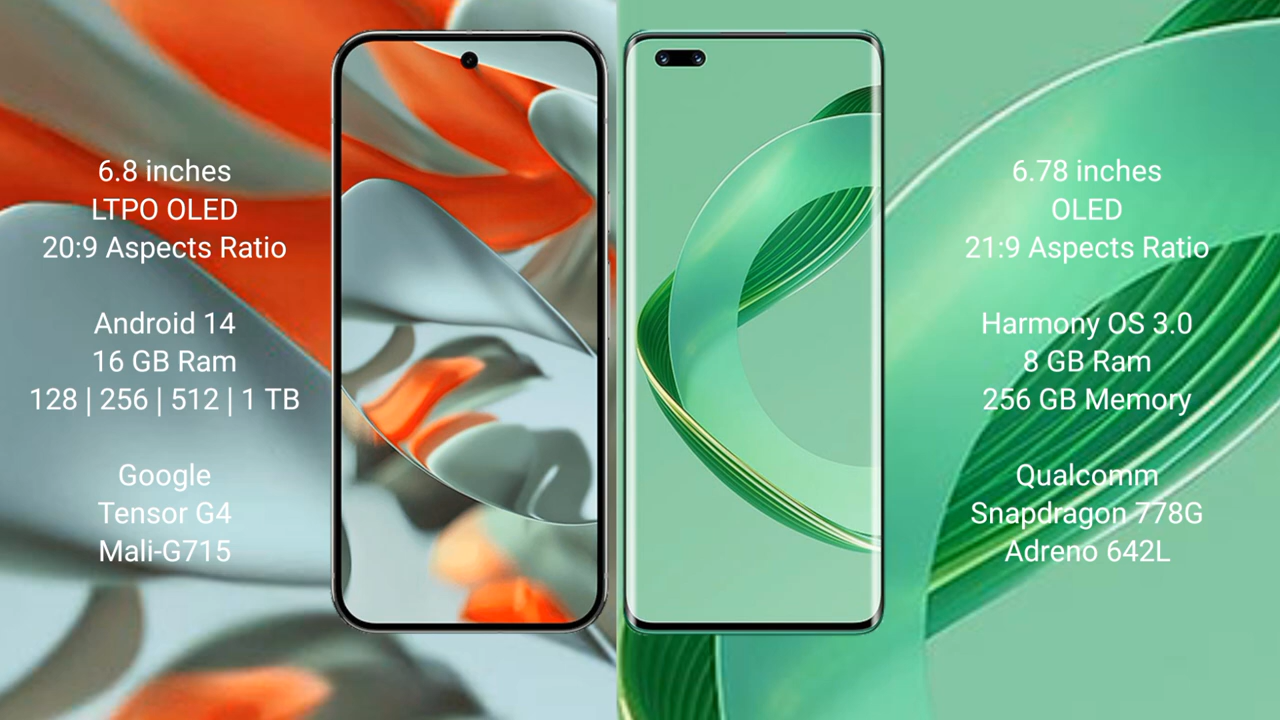 6.8 inches
LTPO OLED
20:9 Aspects Ratio
Android 14
16 GB Ram
128 | 256 | 512 | 1 TB
Google
Tensor G4
Mali-G715
6.78 inches
OLED
21:9 Aspects Ratio
Harmony OS 3.0
8 GB Ram
256 GB Memory
Qualcomm
Snapdragon 778G
Adreno 642L